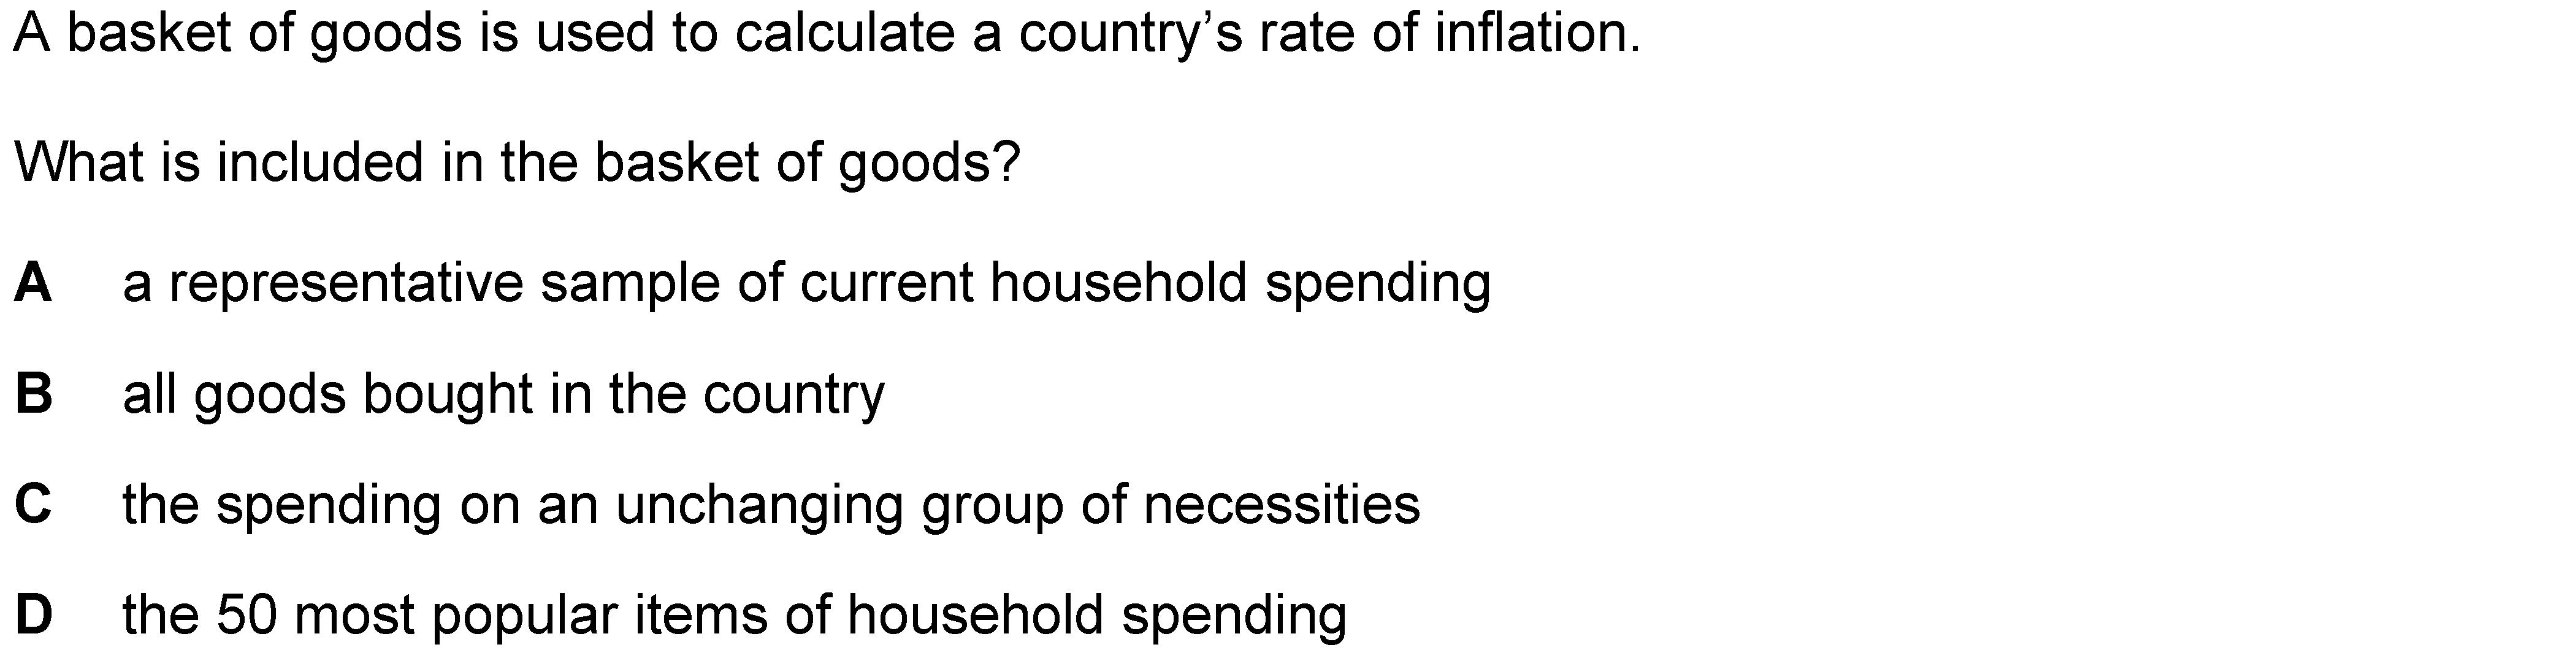 A basket of goods is used to calculate a country’s rate of inflation.
What is included in the basket of goods?
A a representative sample of current household spending
B all goods bought in the country
C the spending on an unchanging group of necessities
D the 50 most popular items of household spending